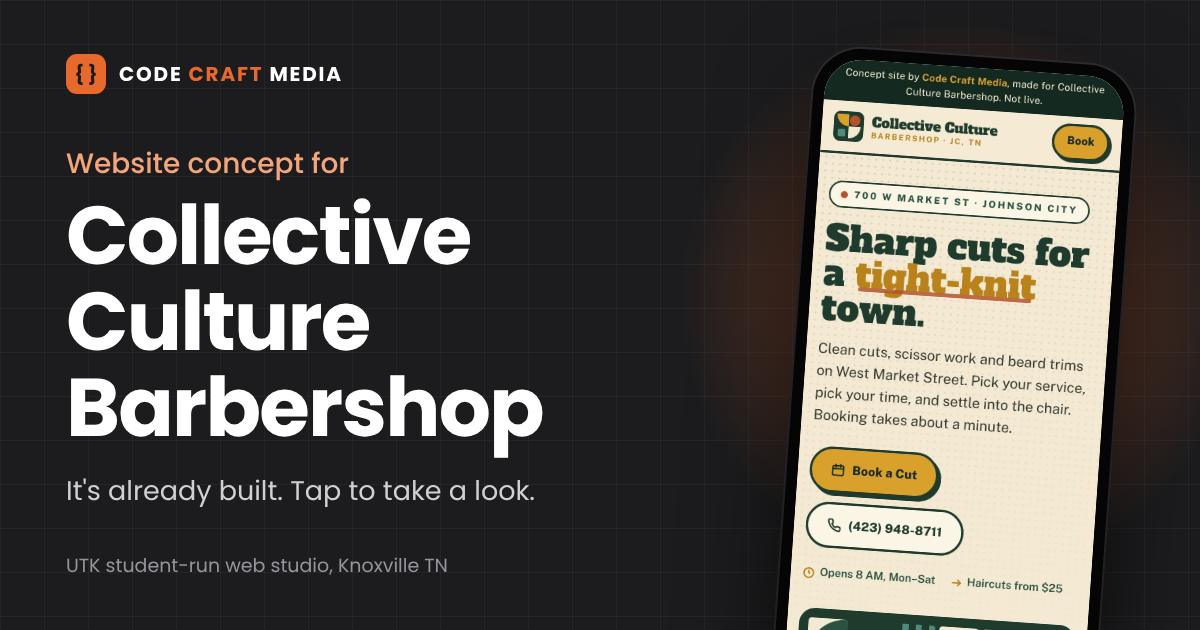 { } CODE CRAFT MEDIA
Website concept for
Collective
Culture
Barbershop
It's already built. Tap to take a look.
UTK student-run web studio, Knoxville TN
Concept site by Code Craft Media, made for Collective
Culture Barbershop. Not live.
Collective Culture
BARBERSHOP · JC, TN
Book
700 W MARKET ST · JOHNSON CITY
Sharp cuts for
a tight-knit
town.
Clean cuts, scissor work and beard trims
on West Market Street. Pick your service,
pick your time, and settle into the chair.
Booking takes about a minute.
Book a Cut
(423) 948-8711
Opens 8 AM, Mon–Sat
→ Haircuts from $25